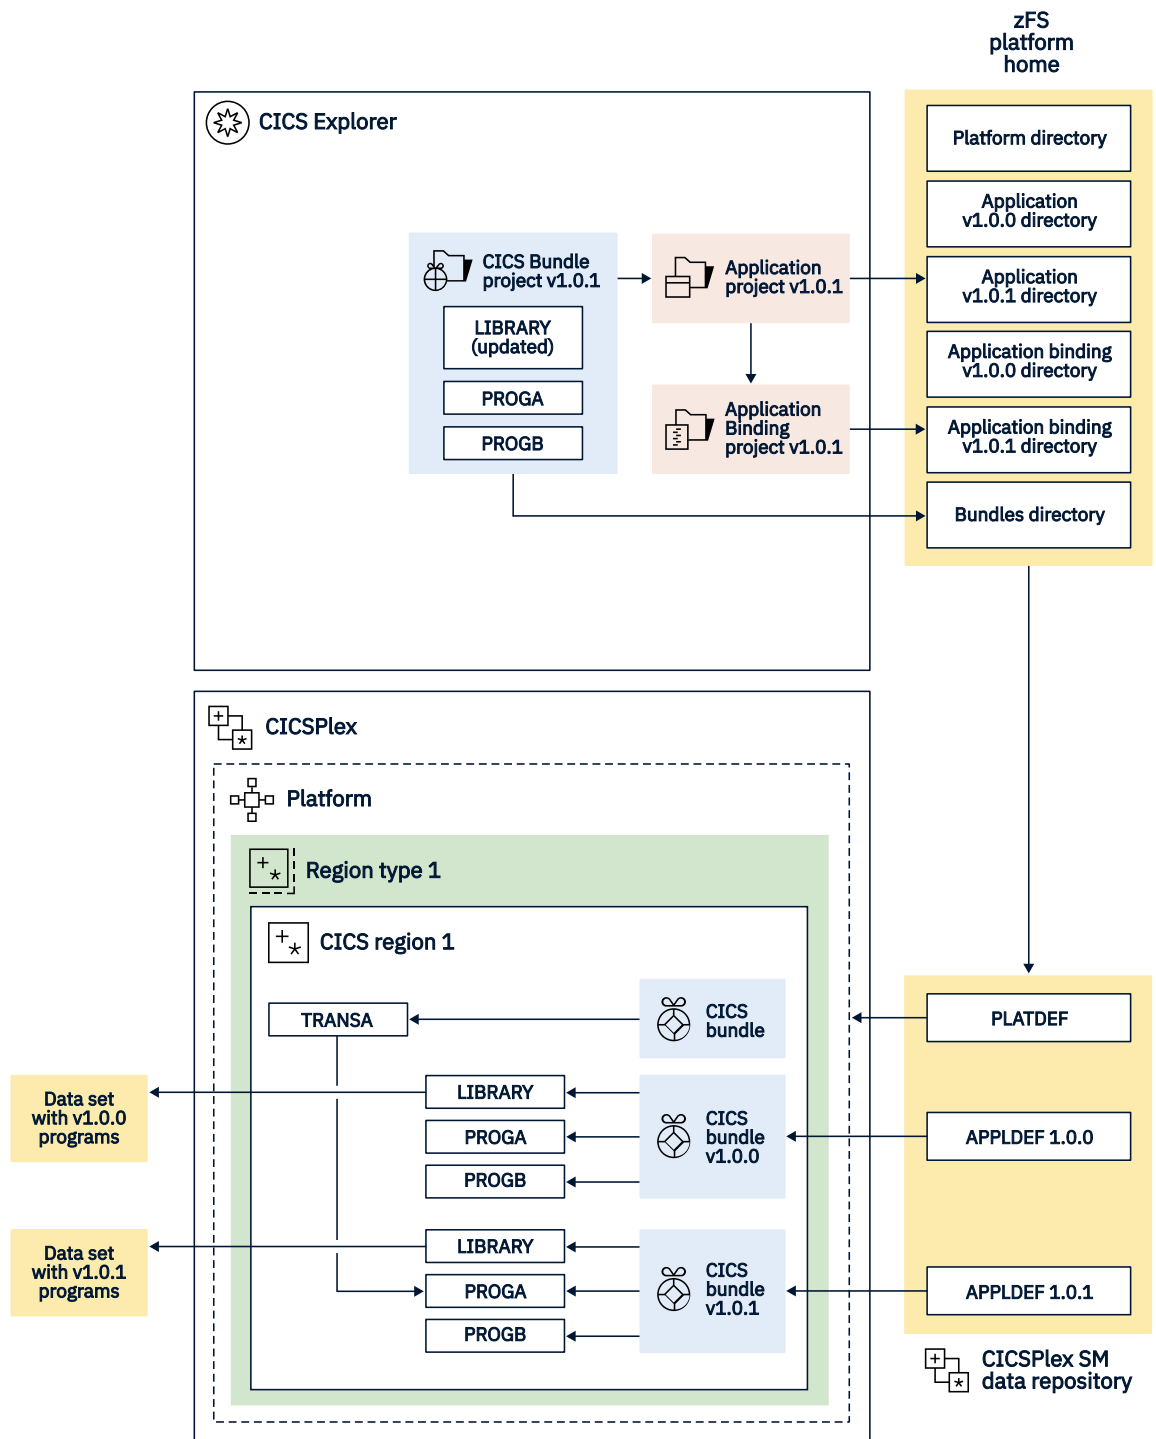 zFS
platform
home
CICS Explorer
Platform directory
Application
v1.0.0 directory
CICS Bundle
project v1.0.1
Application
project v1.0.1
Application
v1.0.1 directory
LIBRARY
(updated)
Application binding
v1.0.0 directory
PROGA
PROGB
Application
Binding
project v1.0.1
Application binding
v1.0.1 directory
Bundles directory
CICSPlex
Platform
Region type 1
CICS region 1
TRANSA
CICS
bundle
PLATDEF
Data set
with v1.0.0
programs
LIBRARY
PROGA
PROGB
CICS
bundle
v1.0.0
APPLDEF 1.0.0
Data set
with v1.0.1
programs
LIBRARY
PROGA
PROGB
CICS
bundle
v1.0.1
APPLDEF 1.0.1
CICSPlex SM
data repository